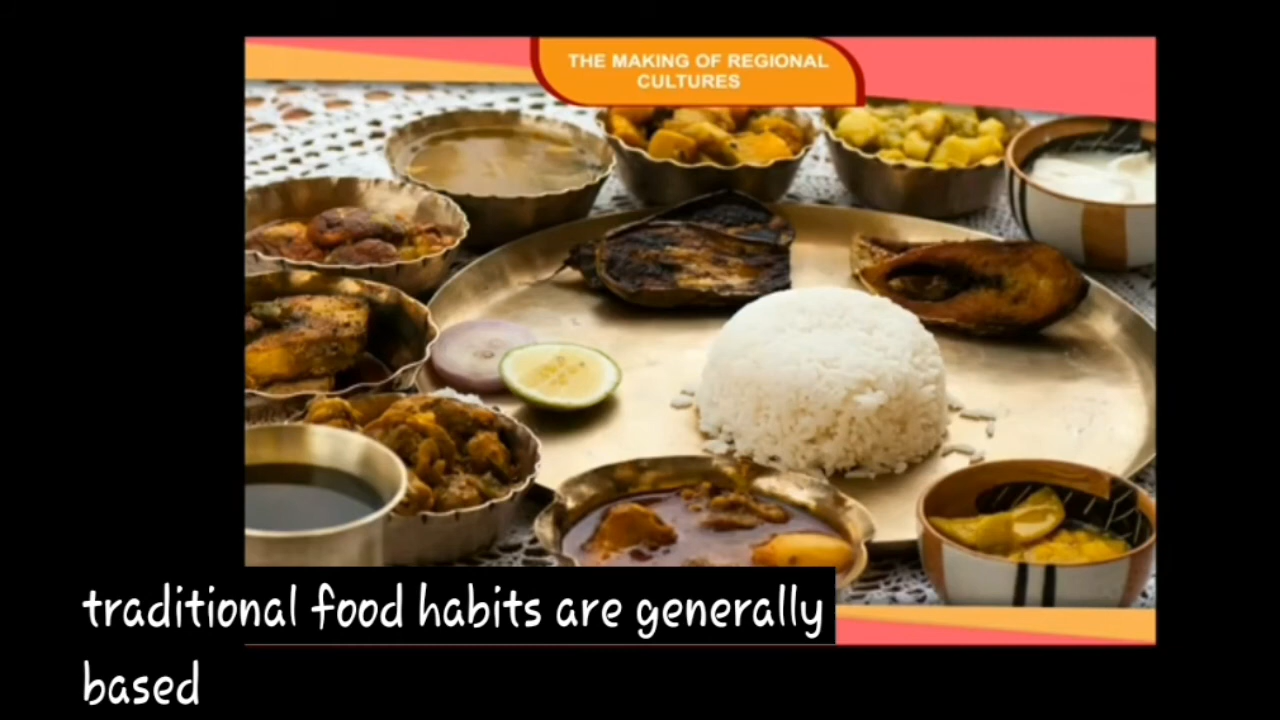 THE MAKING OF REGIONAL
CULTURES
traditional food habits are generally
based